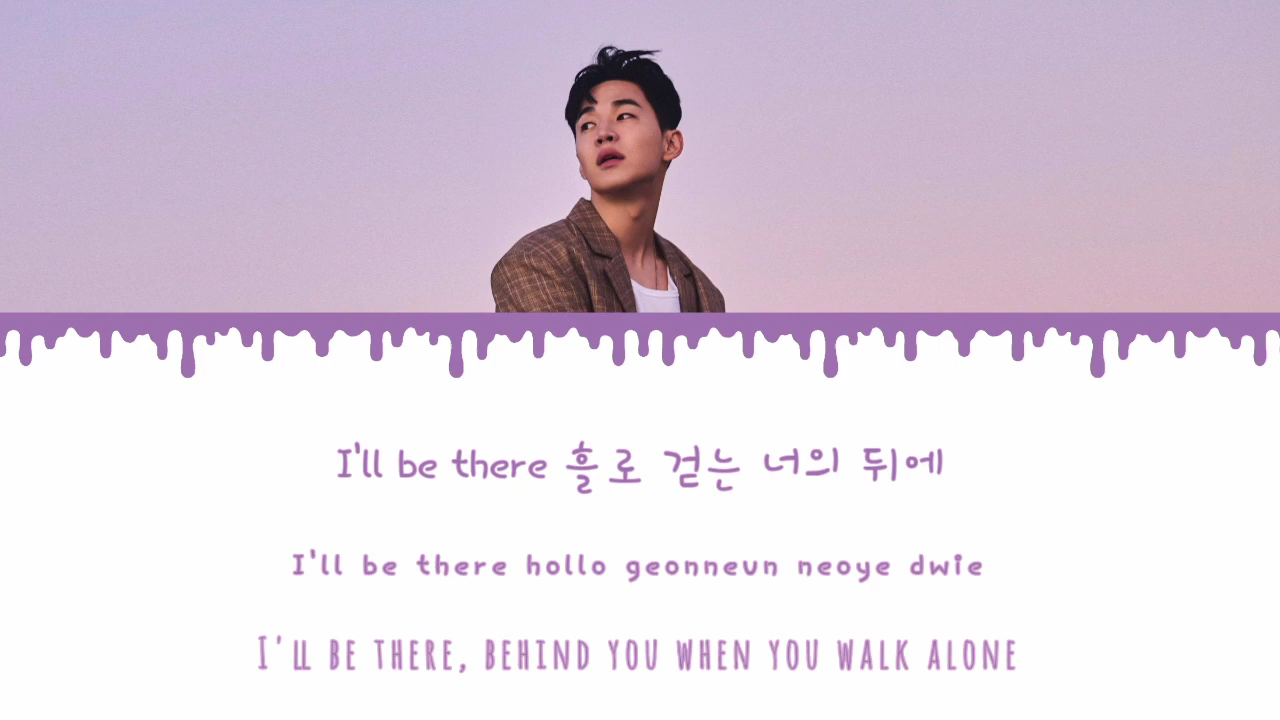 I'll be there 흘로 걷는 너의 뒤에
I'll be there hollo geonneun neoye dwie
I'LL BE THERE, BEHIND YOU WHEN YOU WALK ALONE